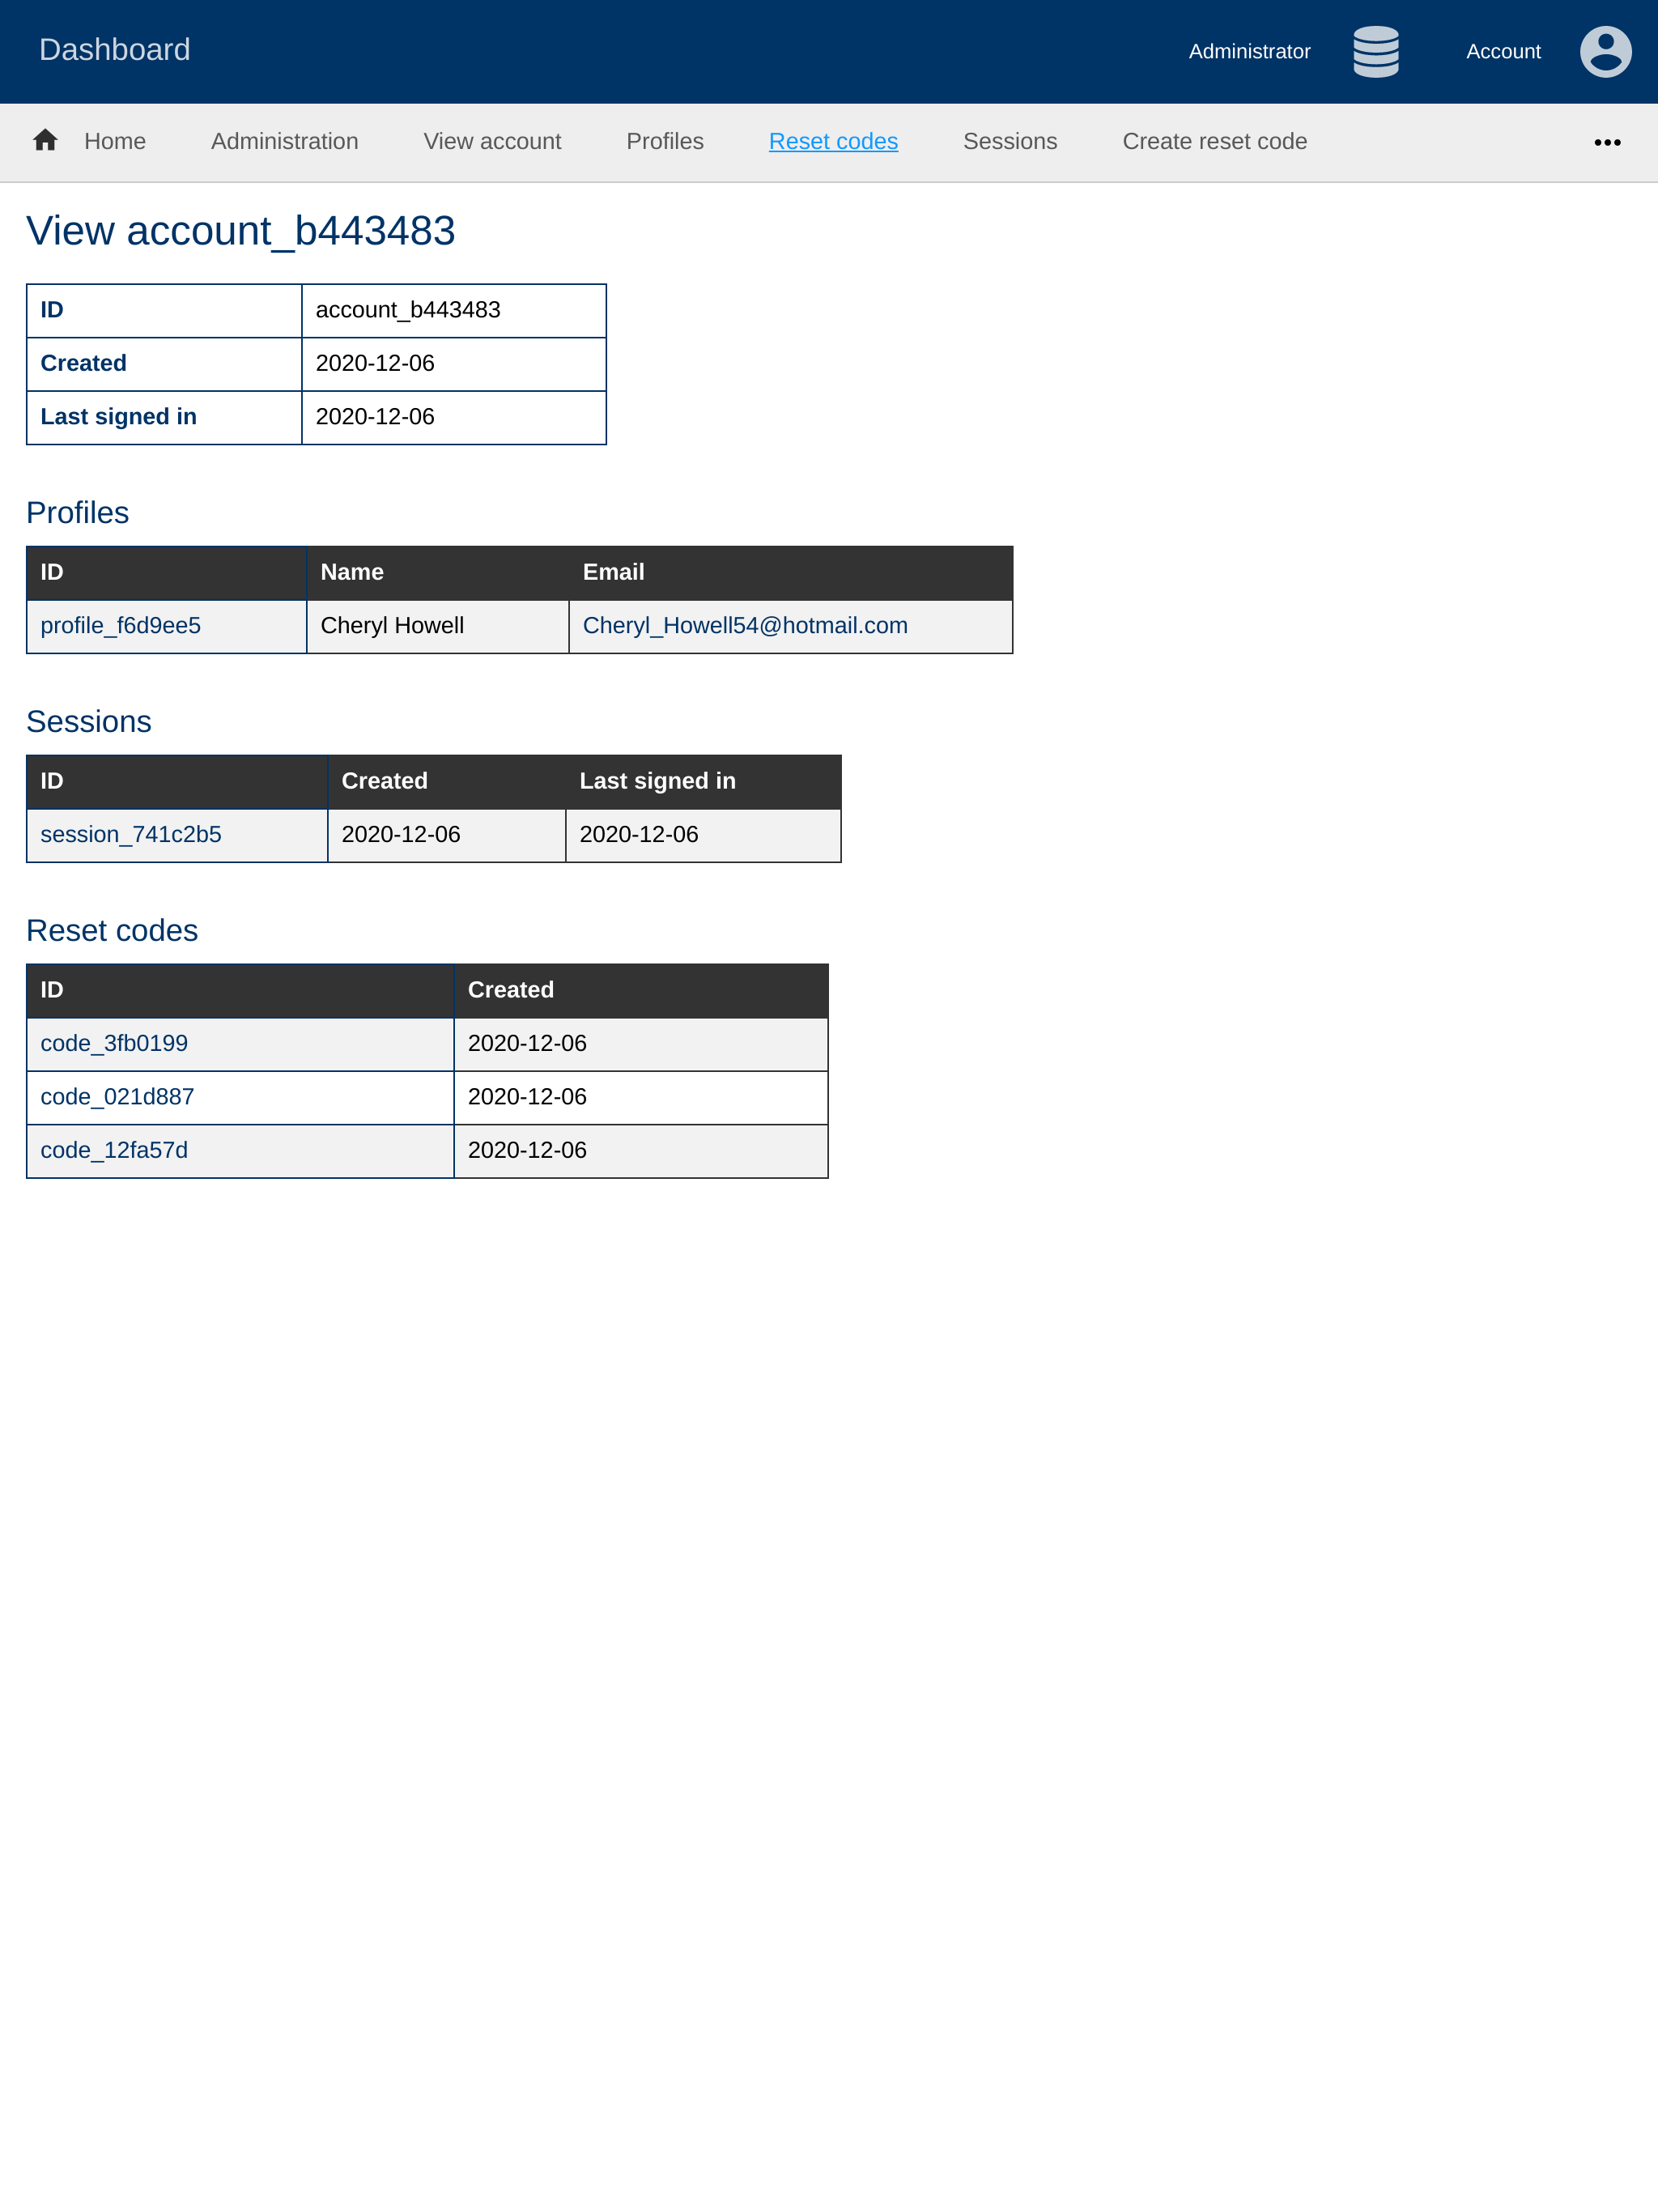 Dashboard Administrator Account
Home Administration View account Profiles Reset codes Sessions Create reset code
View account_b443483
ID account_b443483
Created 2020-12-06
Last signed in 2020-12-06
Profiles
ID Name Email
profile_f6d9ee5 Cheryl Howell Cheryl_Howell54@hotmail.com
Sessions
ID Created Last signed in
session_741c2b5 2020-12-06 2020-12-06
Reset codes
ID Created
code_3fb0199 2020-12-06
code_021d887 2020-12-06
code_12fa57d 2020-12-06